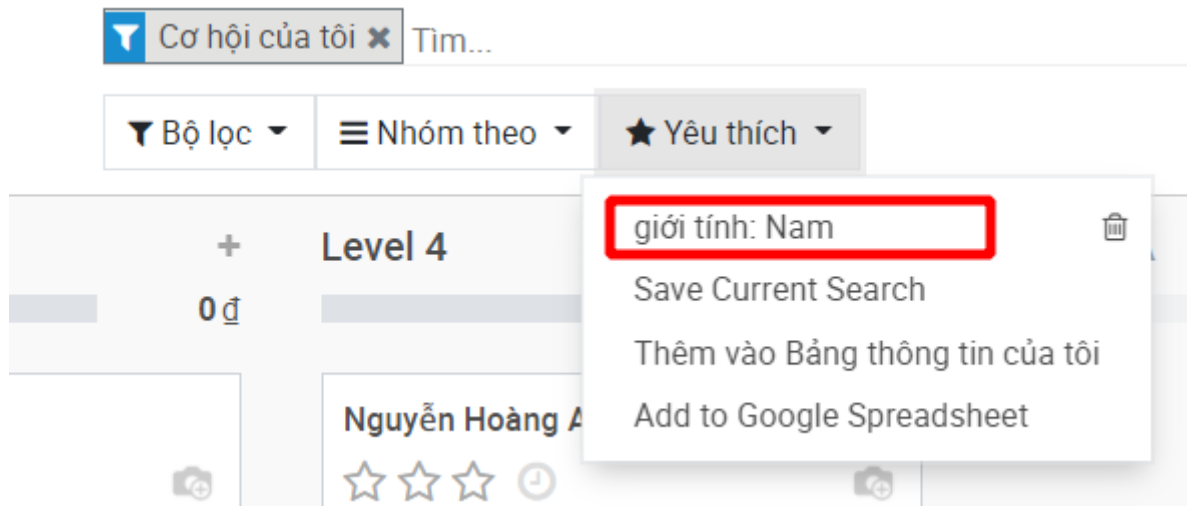 Cơ hội của tôi
Tìm...
Bộ lọc
Nhóm theo
Yêu thích
giới tính: Nam
Save Current Search
Thêm vào Bảng thông tin của tôi
Add to Google Spreadsheet
Level 4
0 ₫
Nguyễn Hoàng